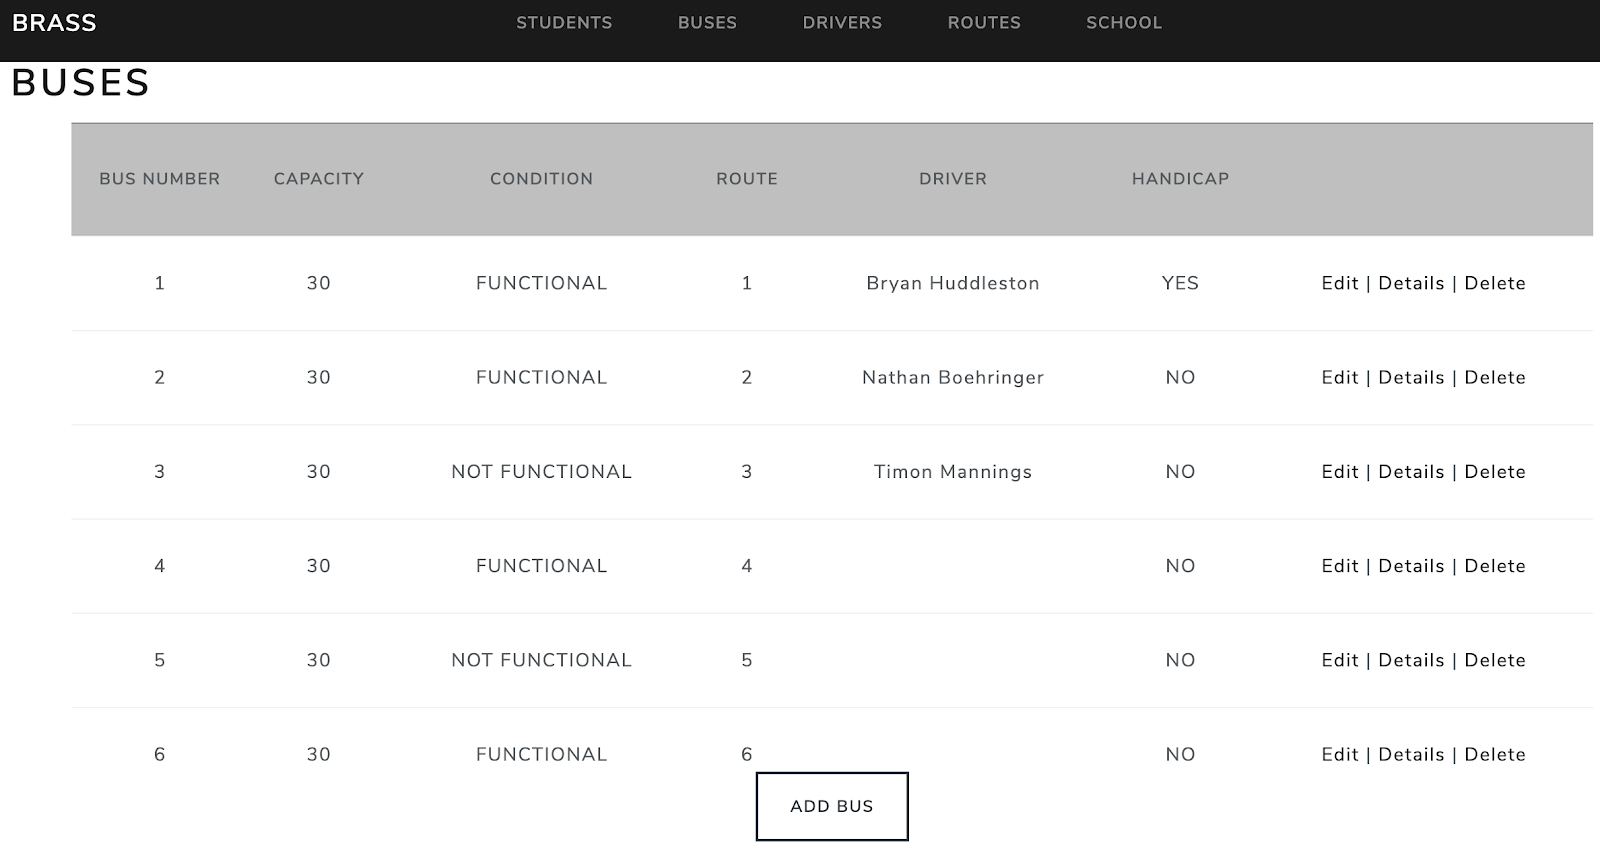 BRASS STUDENTS BUSES DRIVERS ROUTES SCHOOL
BUSES
BUS NUMBER CAPACITY CONDITION ROUTE DRIVER HANDICAP
1 30 FUNCTIONAL 1 Bryan Huddleston YES Edit | Details | Delete
2 30 FUNCTIONAL 2 Nathan Boehringer NO Edit | Details | Delete
3 30 NOT FUNCTIONAL 3 Timon Mannings NO Edit | Details | Delete
4 30 FUNCTIONAL 4 NO Edit | Details | Delete
5 30 NOT FUNCTIONAL 5 NO Edit | Details | Delete
6 30 FUNCTIONAL 6 NO Edit | Details | Delete
ADD BUS